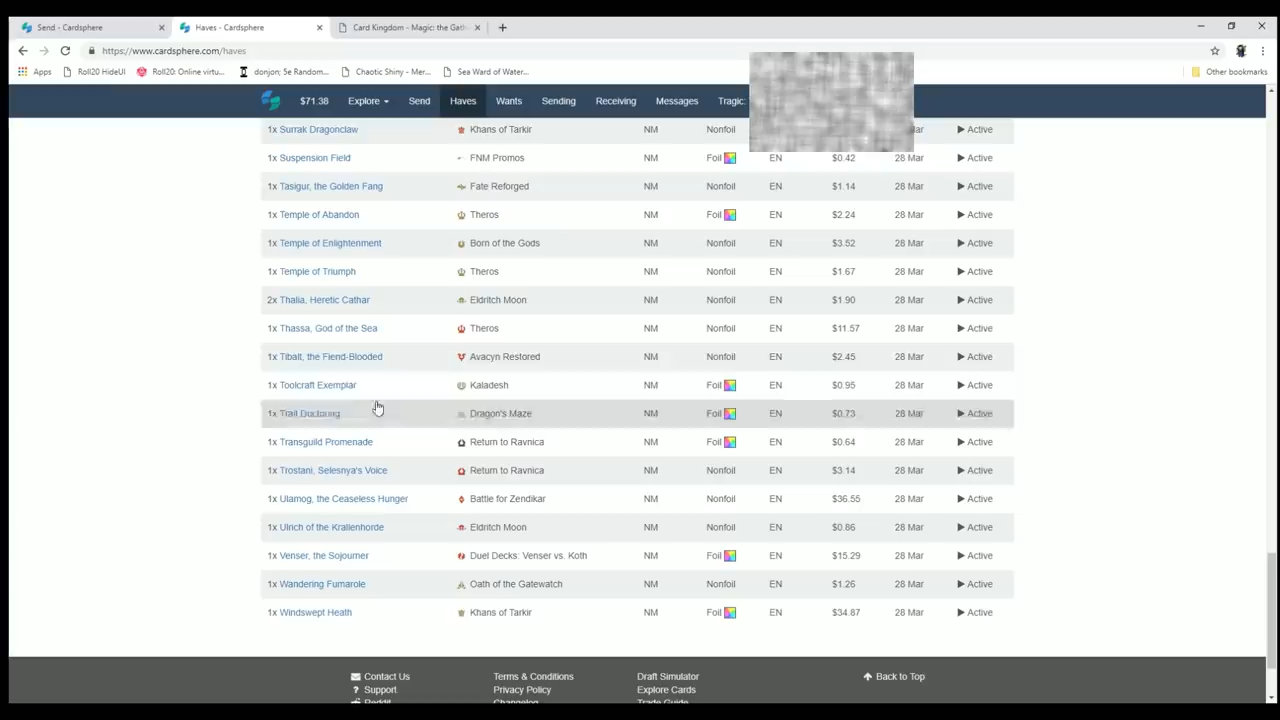 Send - Cardsphere
Haves - Cardsphere
Card Kingdom - Magic: the Gath
https://www.cardsphere.com/haves
Apps Roll20 HideUI Roll20: Online virtu... donjon; 5e Random... Chaotic Shiny - Mer... Sea Ward of Water... Other bookmarks
$71.38 Explore Send Haves Wants Sending Receiving Messages Tragic:
1x Surrak Dragonclaw Khans of Tarkir NM Nonfoil Mar Active
1x Suspension Field FNM Promos NM Foil EN $0.42 28 Mar Active
1x Tasigur, the Golden Fang Fate Reforged NM Nonfoil EN $1.14 28 Mar Active
1x Temple of Abandon Theros NM Foil EN $2.24 28 Mar Active
1x Temple of Enlightenment Born of the Gods NM Nonfoil EN $3.52 28 Mar Active
1x Temple of Triumph Theros NM Nonfoil EN $1.67 28 Mar Active
2x Thalia, Heretic Cathar Eldritch Moon NM Nonfoil EN $1.90 28 Mar Active
1x Thassa, God of the Sea Theros NM Nonfoil EN $11.57 28 Mar Active
1x Tibalt, the Fiend-Blooded Avacyn Restored NM Nonfoil EN $2.45 28 Mar Active
1x Toolcraft Exemplar Kaladesh NM Foil EN $0.95 28 Mar Active
1x Dragon's Maze NM Foil EN $0.73 28 Mar Active
1x Transguild Promenade Return to Ravnica NM Foil EN $0.64 28 Mar Active
1x Trostani, Selesnya's Voice Return to Ravnica NM Nonfoil EN $3.14 28 Mar Active
1x Ulamog, the Ceaseless Hunger Battle for Zendikar NM Nonfoil EN $36.55 28 Mar Active
1x Ulrich of the Krallenhorde Eldritch Moon NM Nonfoil EN $0.86 28 Mar Active
1x Venser, the Sojourner Duel Decks: Venser vs. Koth NM Foil EN $15.29 28 Mar Active
1x Wandering Fumarole Oath of the Gatewatch NM Nonfoil EN $1.26 28 Mar Active
1x Windswept Heath Khans of Tarkir NM Foil EN $34.87 28 Mar Active
Contact Us Terms & Conditions Draft Simulator Back to Top
Support Privacy Policy Explore Cards
Reddit Changelog Trade Guide